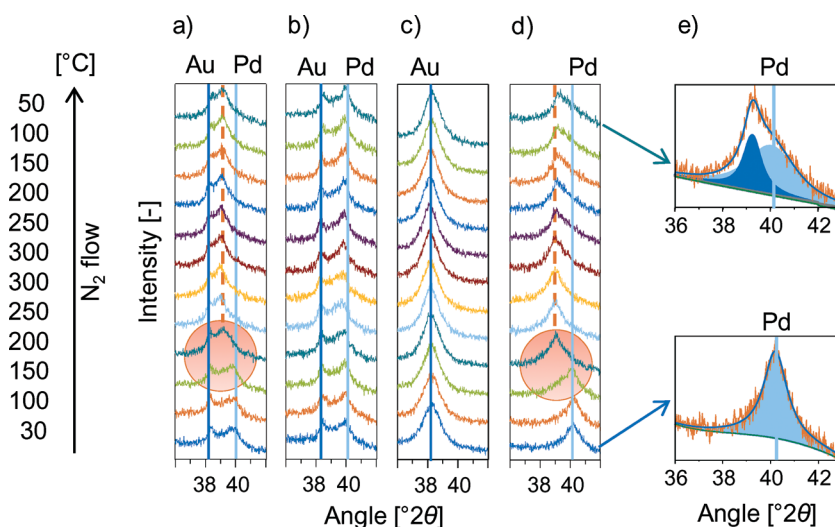 a) b) c) d) e)
[°C] Au Pd Au Pd Au Pd Pd
50
100
150
200
250
300
300
250
200
150
100
30
N₂ flow
Intensity [-]
36 38 40 42
Pd
38 40 38 40 38 40 38 40 36 38 40 42
Angle [°2θ] Angle [°2θ]